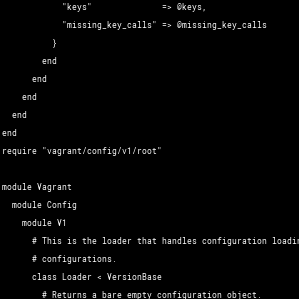 "keys" => @keys,
"missing_key_calls" => @missing_key_calls
}
end
end
end
end
end
require "vagrant/config/v1/root"
module Vagrant
module Config
module V1
# This is the loader that handles configuration loadin
# configurations.
class Loader < VersionBase
# Returns a bare empty configuration object.